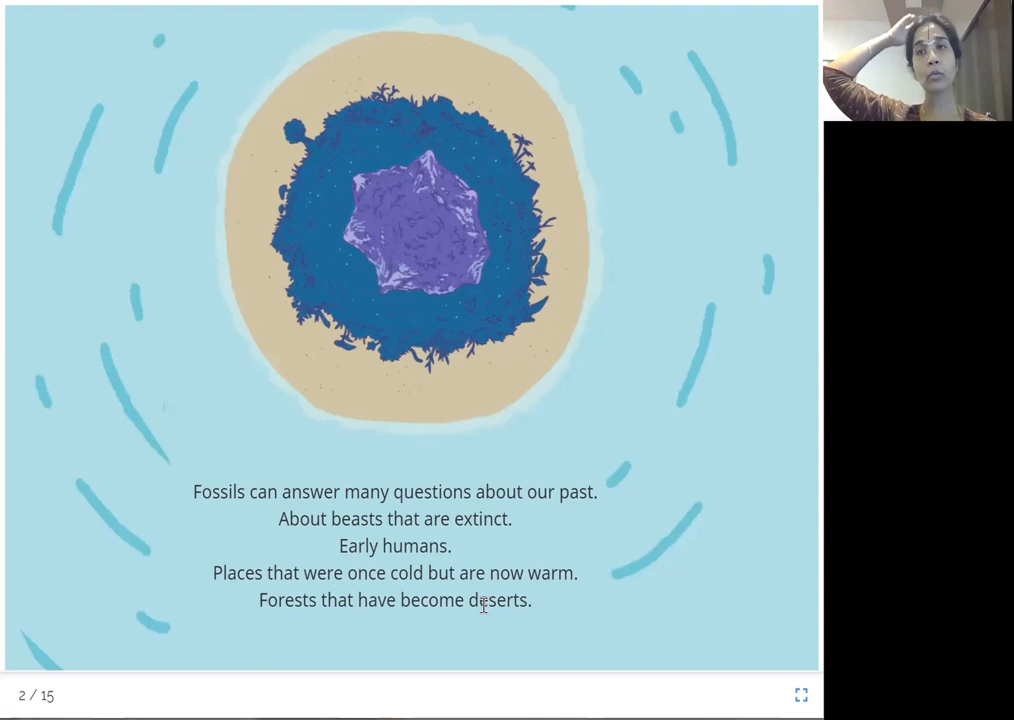 Fossils can answer many questions about our past.
About beasts that are extinct.
Early humans.
Places that were once cold but are now warm.
Forests that have become deserts.
2 / 15